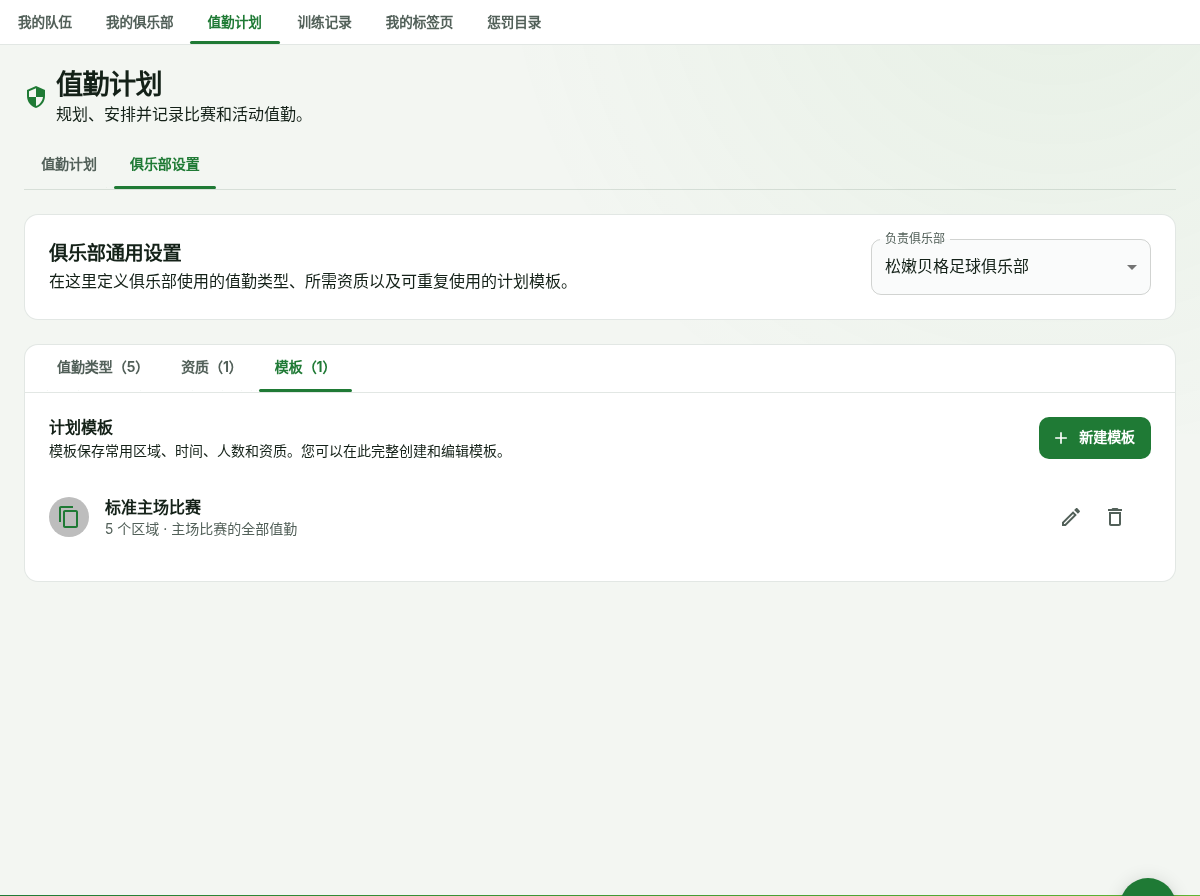 我的队伍
我的俱乐部
值勤计划
训练记录
我的标签页
惩罚目录
值勤计划
规划、安排并记录比赛和活动值勤。
值勤计划
俱乐部设置
俱乐部通用设置
在这里定义俱乐部使用的值勤类型、所需资质以及可重复使用的计划模板。
负责俱乐部
松嫩贝格足球俱乐部
值勤类型（5）
资质（1）
模板（1）
计划模板
模板保存常用区域、时间、人数和资质。您可以在此完整创建和编辑模板。
新建模板
标准主场比赛
5 个区域 · 主场比赛的全部值勤